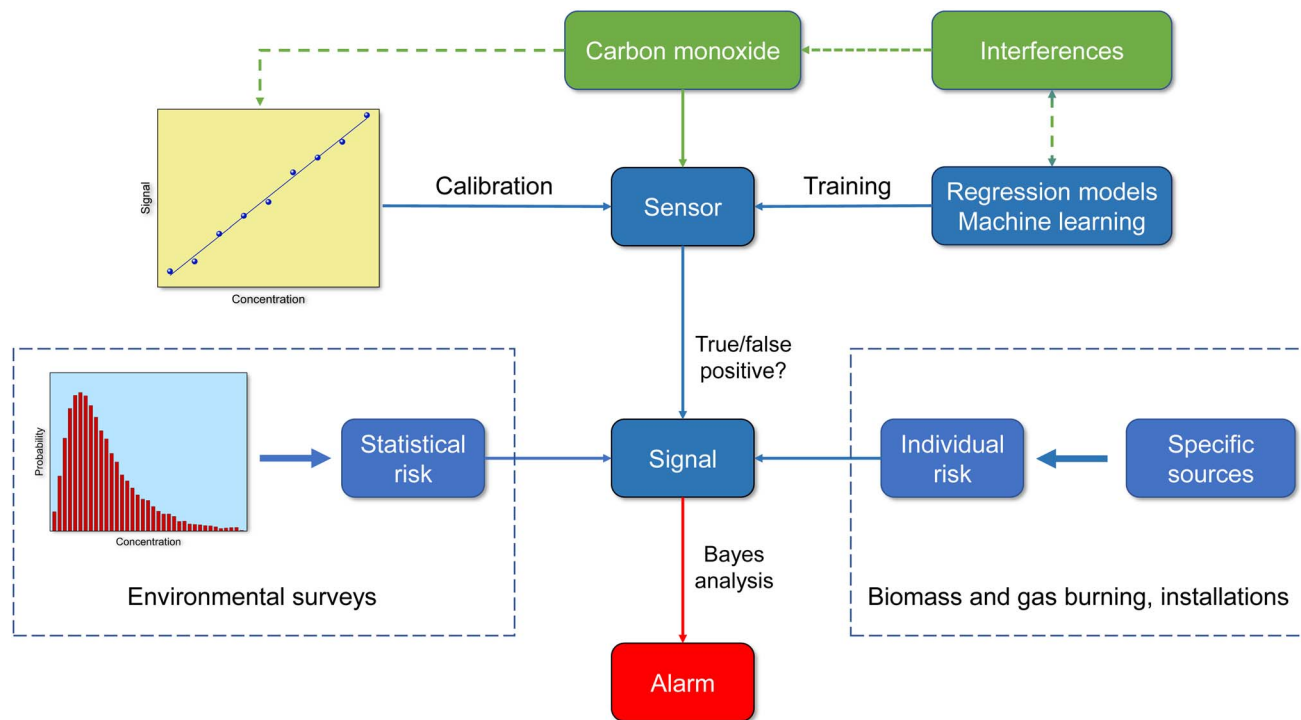 Carbon monoxide
Interferences
Signal
Concentration
Calibration
Sensor
Training
Regression models
Machine learning
True/false
positive?
Probability
Concentration
Statistical
risk
Signal
Individual
risk
Specific
sources
Environmental surveys
Bayes
analysis
Biomass and gas burning, installations
Alarm